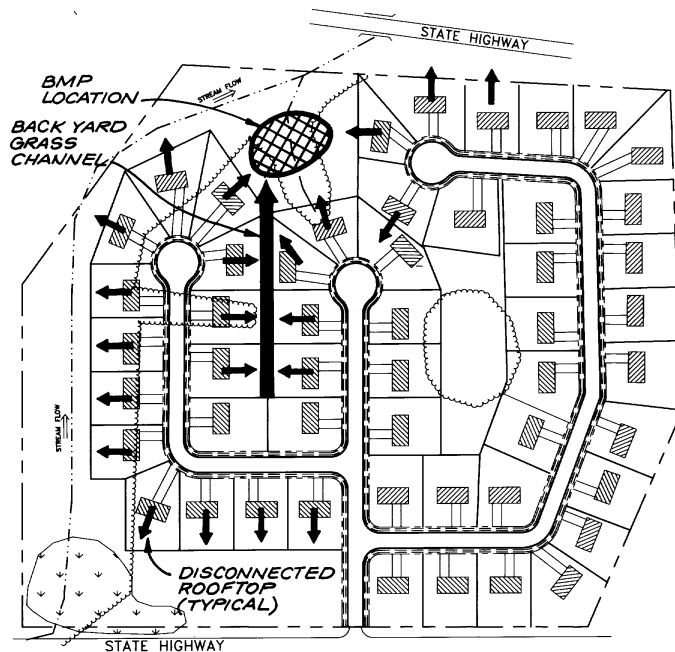 STATE HIGHWAY
BMP
LOCATION
STREAM FLOW
BACK YARD
GRASS
CHANNEL
STREAM FLOW
DISCONNECTED
ROOFTOP
(TYPICAL)
STATE HIGHWAY